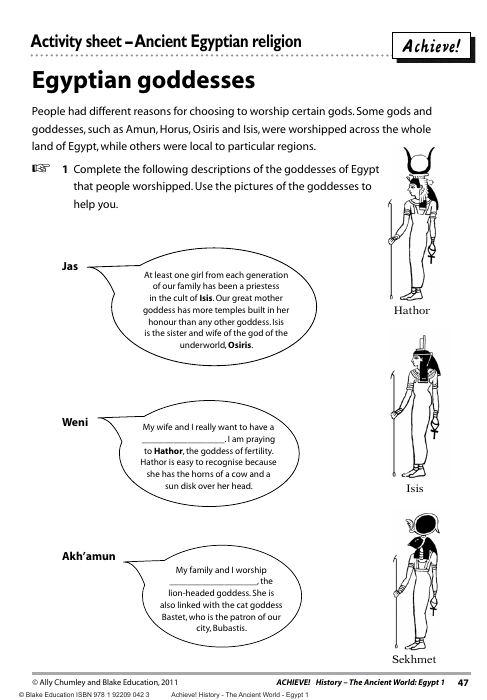 Activity sheet – Ancient Egyptian religion
Achieve!
Egyptian goddesses
People had different reasons for choosing to worship certain gods. Some gods and
goddesses, such as Amun, Horus, Osiris and Isis, were worshipped across the whole
land of Egypt, while others were local to particular regions.
1 Complete the following descriptions of the goddesses of Egypt
that people worshipped. Use the pictures of the goddesses to
help you.
Hathor
Jas
At least one girl from each generation
of our family has been a priestess
in the cult of Isis. Our great mother
goddess has more temples built in her
honour than any other goddess. Isis
is the sister and wife of the god of the
underworld, Osiris.
Isis
Weni
My wife and I really want to have a
____________________. I am praying
to Hathor, the goddess of fertility.
Hathor is easy to recognise because
she has the horns of a cow and a
sun disk over her head.
Akh'amun
My family and I worship
_____________________, the
lion-headed goddess. She is
also linked with the cat goddess
Bastet, who is the patron of our
city, Bubastis.
Sekhmet
© Ally Chumley and Blake Education, 2011
ACHIEVE! History – The Ancient World: Egypt 1 47
© Blake Education ISBN 978 1 92209 042 3 Achieve! History - The Ancient World - Egypt 1